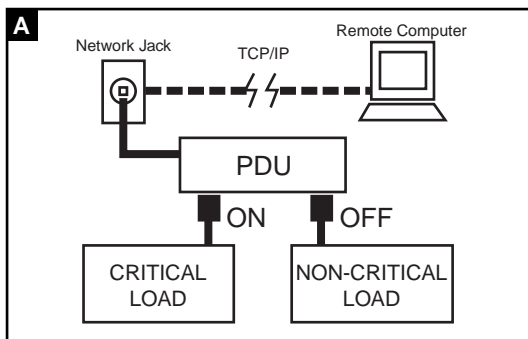 A
Network Jack
TCP/IP
Remote Computer
PDU
ON
OFF
CRITICAL
LOAD
NON-CRITICAL
LOAD